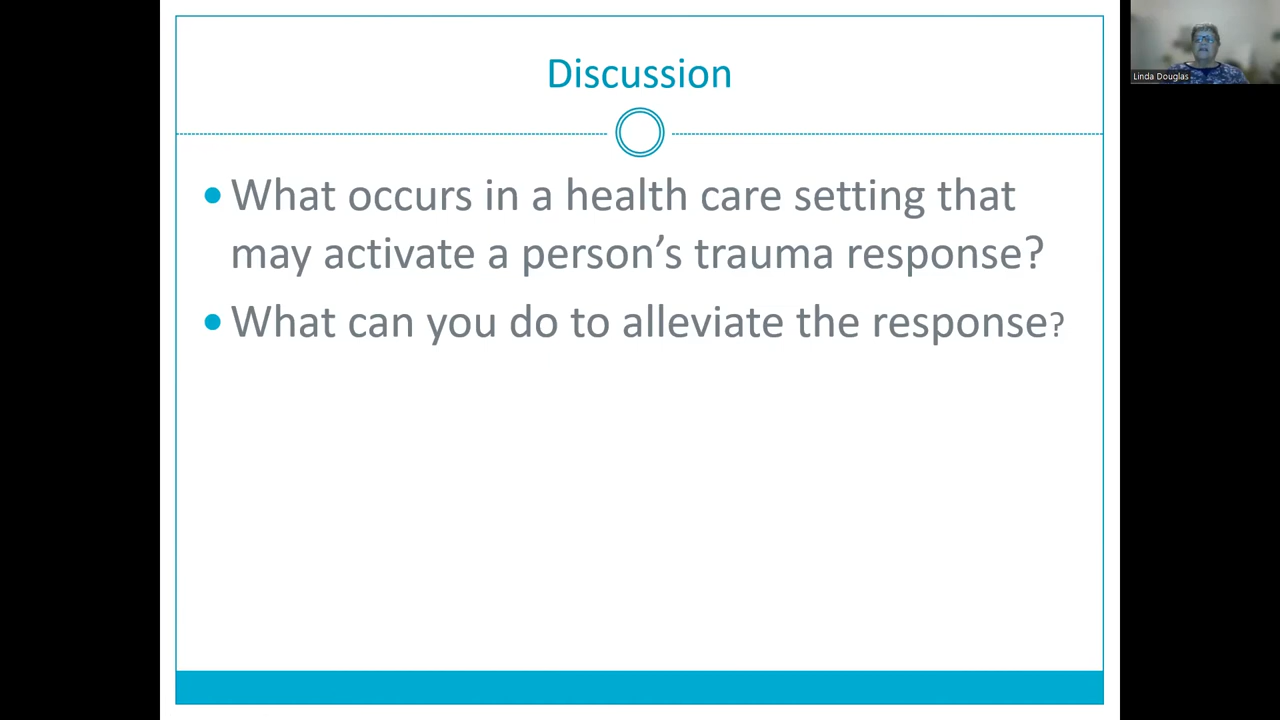 Discussion
• What occurs in a health care setting that
may activate a person’s trauma response?
• What can you do to alleviate the response?
Linda Douglas